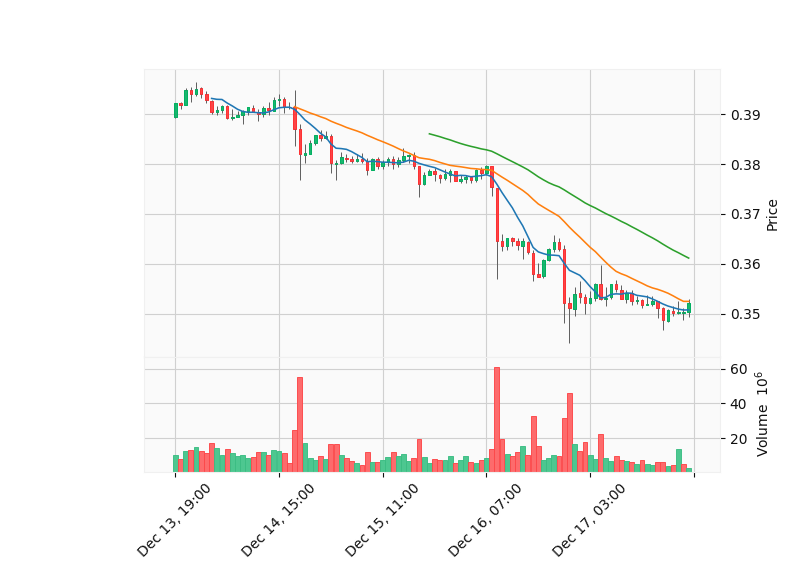 0.39
0.38
0.37
0.36
0.35
Price
60
40
20
Volume 10^6
Dec 13, 19:00
Dec 14, 15:00
Dec 15, 11:00
Dec 16, 07:00
Dec 17, 03:00